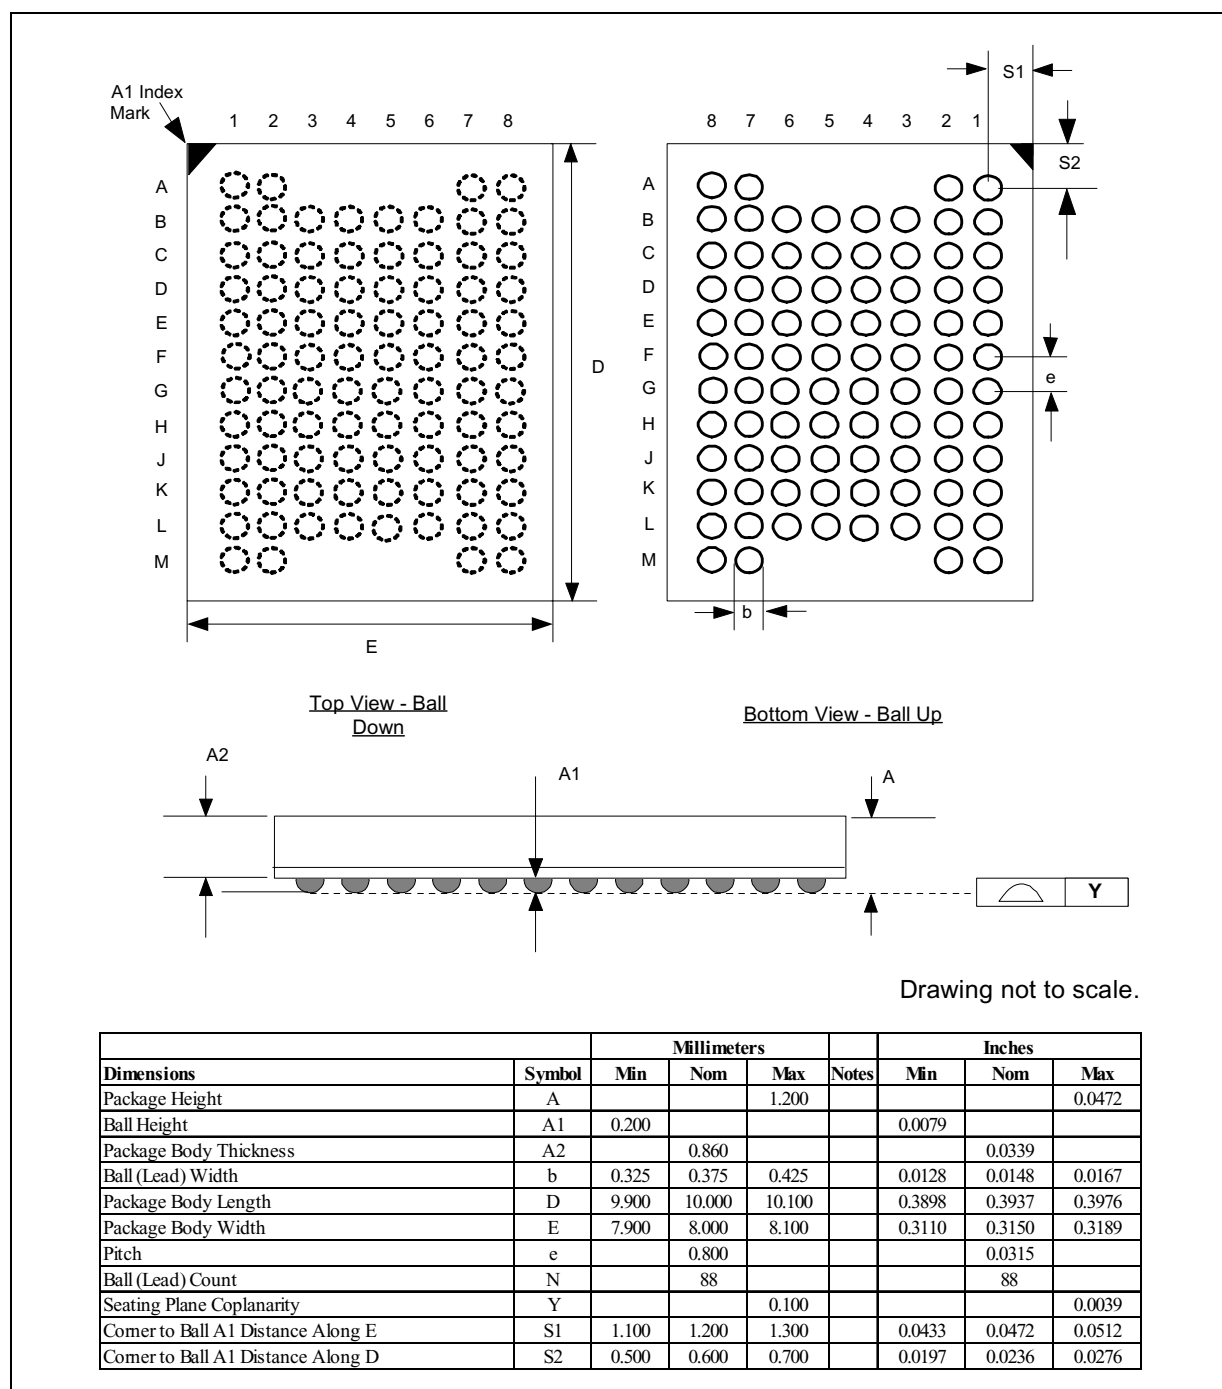 A1 Index
Mark
1 2 3 4 5 6 7 8
A
B
C
D
E
F
G
H
J
K
L
M
D
E
Top View - Ball
Down
8 7 6 5 4 3 2 1
A
B
C
D
E
F
G
H
J
K
L
M
S1
S2
e
b
Bottom View - Ball Up
A2
A1
A
Y
Drawing not to scale.
Millimeters Inches
Dimensions Symbol Min Nom Max Notes Min Nom Max
Package Height A 1.200 0.0472
Ball Height A1 0.200 0.0079
Package Body Thickness A2 0.860 0.0339
Ball (Lead) Width b 0.325 0.375 0.425 0.0128 0.0148 0.0167
Package Body Length D 9.900 10.000 10.100 0.3898 0.3937 0.3976
Package Body Width E 7.900 8.000 8.100 0.3110 0.3150 0.3189
Pitch e 0.800 0.0315
Ball (Lead) Count N 88 88
Seating Plane Coplanarity Y 0.100 0.0039
Corner to Ball A1 Distance Along E S1 1.100 1.200 1.300 0.0433 0.0472 0.0512
Corner to Ball A1 Distance Along D S2 0.500 0.600 0.700 0.0197 0.0236 0.0276